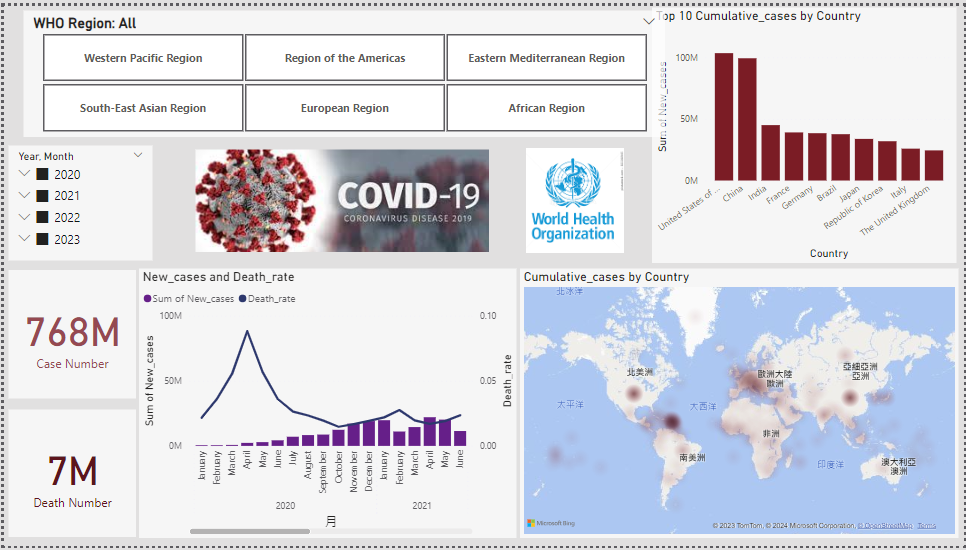 WHO Region: All
Western Pacific Region
Region of the Americas
Eastern Mediterranean Region
South-East Asian Region
European Region
African Region
Top 10 Cumulative_cases by Country
Sum of New_cases
100M
50M
0M
United States of ...
China
India
France
Germany
Brazil
Japan
Republic of Korea
Italy
The United Kingdom
Country
Year, Month
2020
2021
2022
2023
COVID-19
CORONAVIRUS DISEASE 2019
World Health
Organization
768M
Case Number
7M
Death Number
New_cases and Death_rate
Sum of New_cases
Death_rate
Sum of New_cases
100M
50M
0M
0.10
0.05
0.00
Death_rate
January
February
March
April
May
June
July
August
September
October
November
December
January
February
March
April
May
June
2020
2021
月
Cumulative_cases by Country
北冰洋
北美洲
歐洲大陸
歐洲
亞細亞洲
亞洲
太平洋
大西洋
非洲
南美洲
印度洋
澳大利亞
澳洲
Microsoft Bing
© 2023 TomTom, © 2024 Microsoft Corporation, © OpenStreetMap Terms